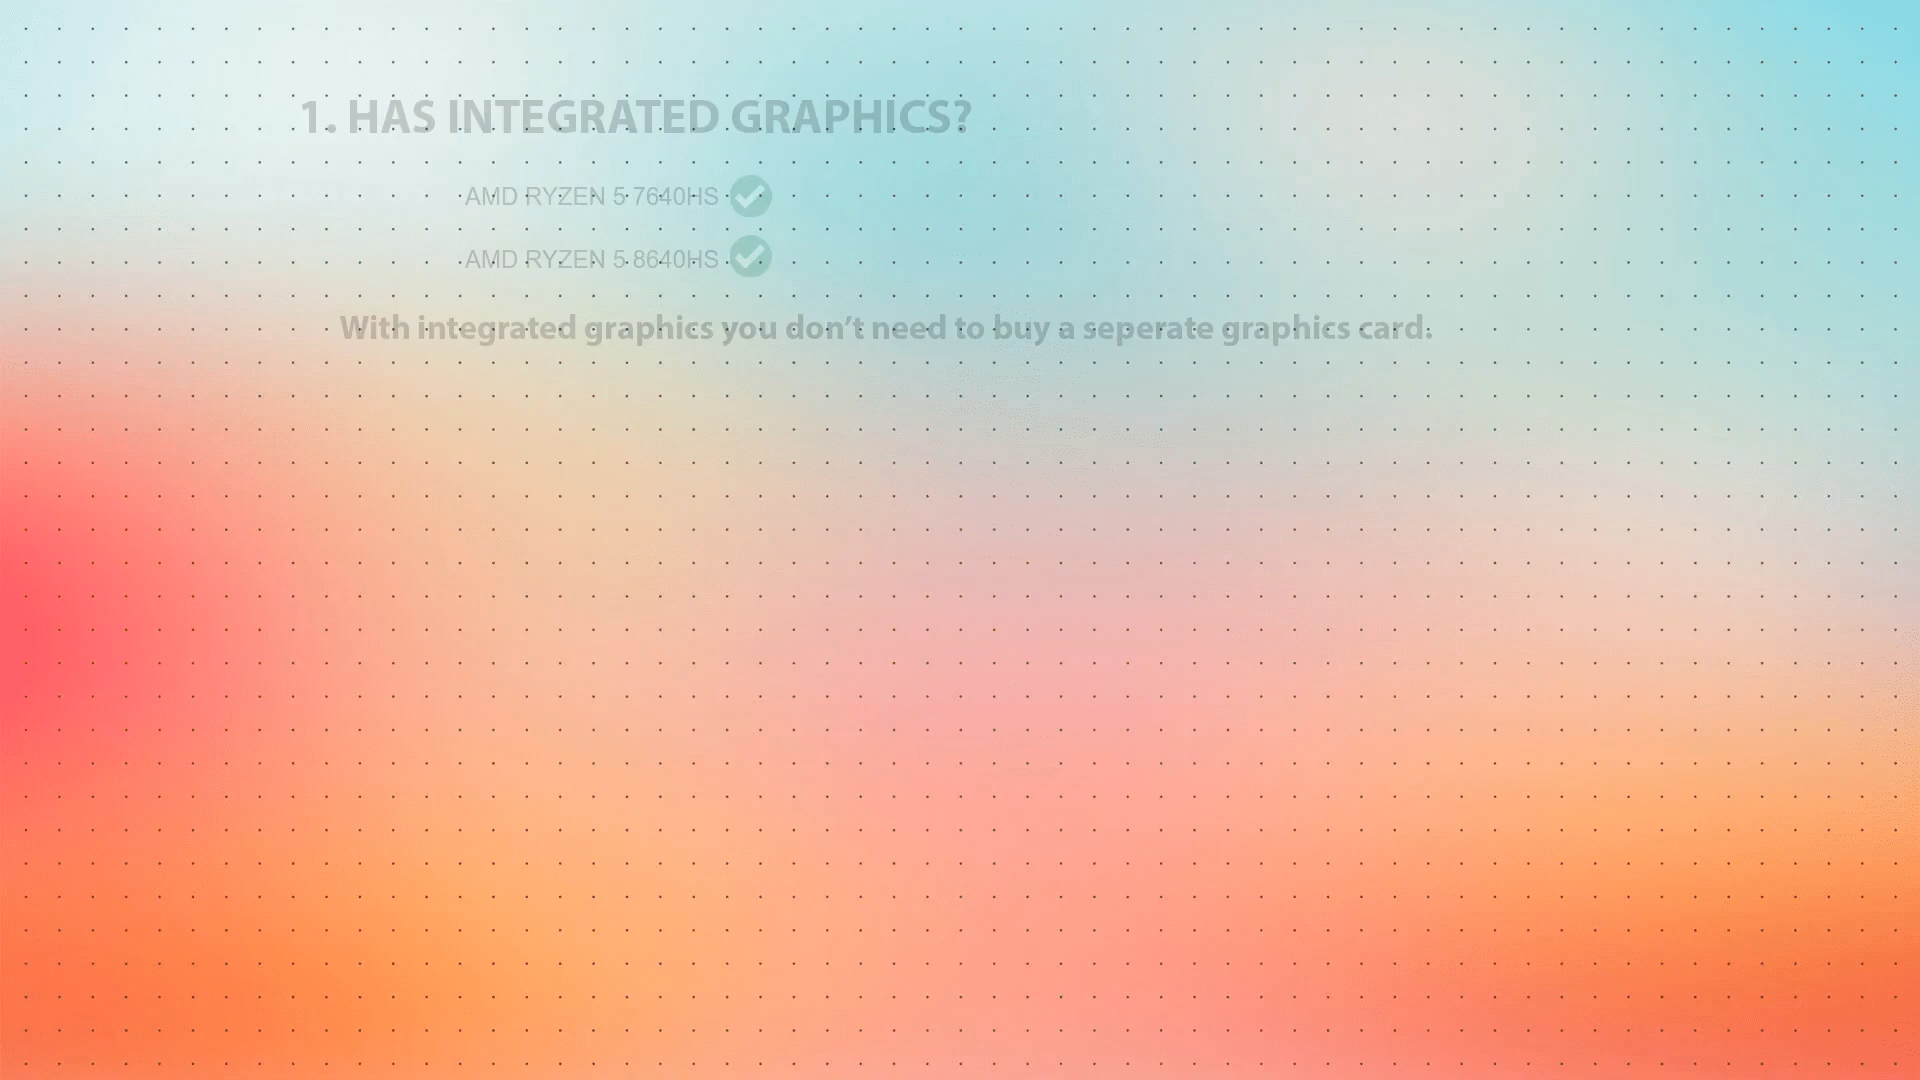 1. HAS INTEGRATED GRAPHICS?
AMD RYZEN 5 7640HS
AMD RYZEN 5 8640HS
With integrated graphics you don’t need to buy a seperate graphics card.